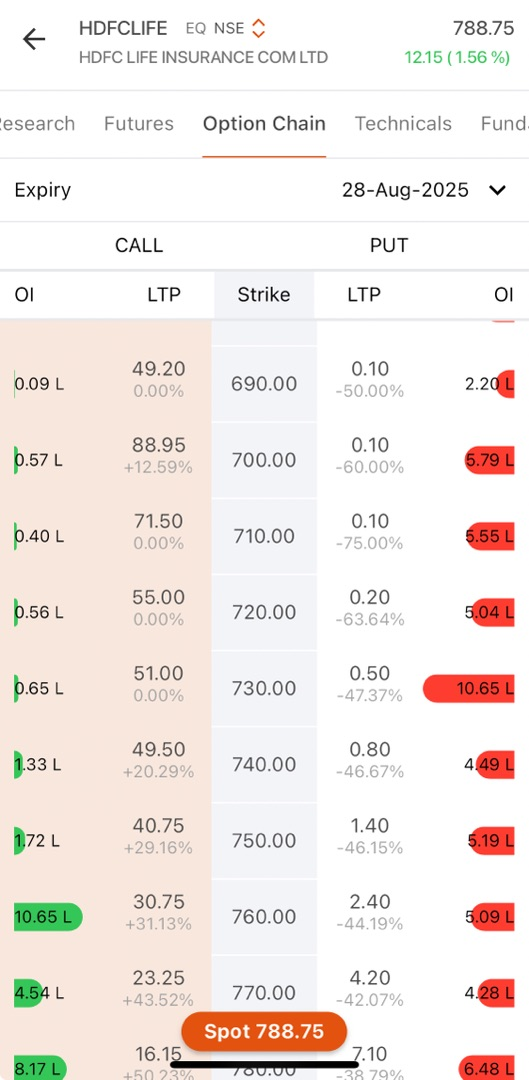 HDFCLIFE EQ NSE 788.75
HDFC LIFE INSURANCE COM LTD 12.15 ( 1.56 %)
esearch Futures Option Chain Technicals Fund
Expiry 28-Aug-2025
CALL PUT
OI LTP Strike LTP OI
0.09 L 49.20 0.00% 690.00 0.10 -50.00% 2.20 L
0.57 L 88.95 +12.59% 700.00 0.10 -60.00% 5.79 L
0.40 L 71.50 0.00% 710.00 0.10 -75.00% 5.55 L
0.56 L 55.00 0.00% 720.00 0.20 -63.64% 5.04 L
0.65 L 51.00 0.00% 730.00 0.50 -47.37% 10.65 L
1.33 L 49.50 +20.29% 740.00 0.80 -46.67% 4.49 L
1.72 L 40.75 +29.16% 750.00 1.40 -46.15% 5.19 L
10.65 L 30.75 +31.13% 760.00 2.40 -44.19% 5.09 L
4.54 L 23.25 +43.52% 770.00 4.20 -42.07% 4.28 L
Spot 788.75
8.17 L 16.15 +50.23% 780.00 7.10 -38.79% 6.48 L